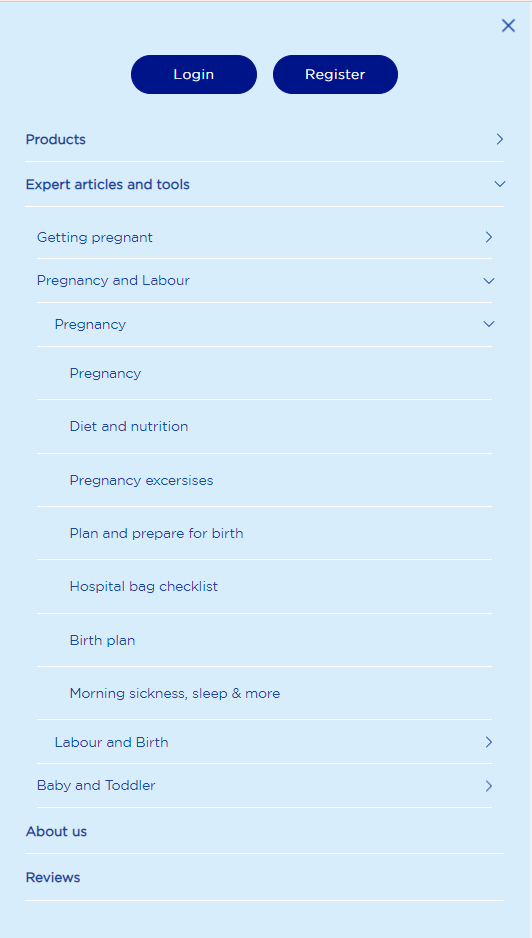 Login
Register
Products
Expert articles and tools
Getting pregnant
Pregnancy and Labour
Pregnancy
Pregnancy
Diet and nutrition
Pregnancy excersises
Plan and prepare for birth
Hospital bag checklist
Birth plan
Morning sickness, sleep & more
Labour and Birth
Baby and Toddler
About us
Reviews